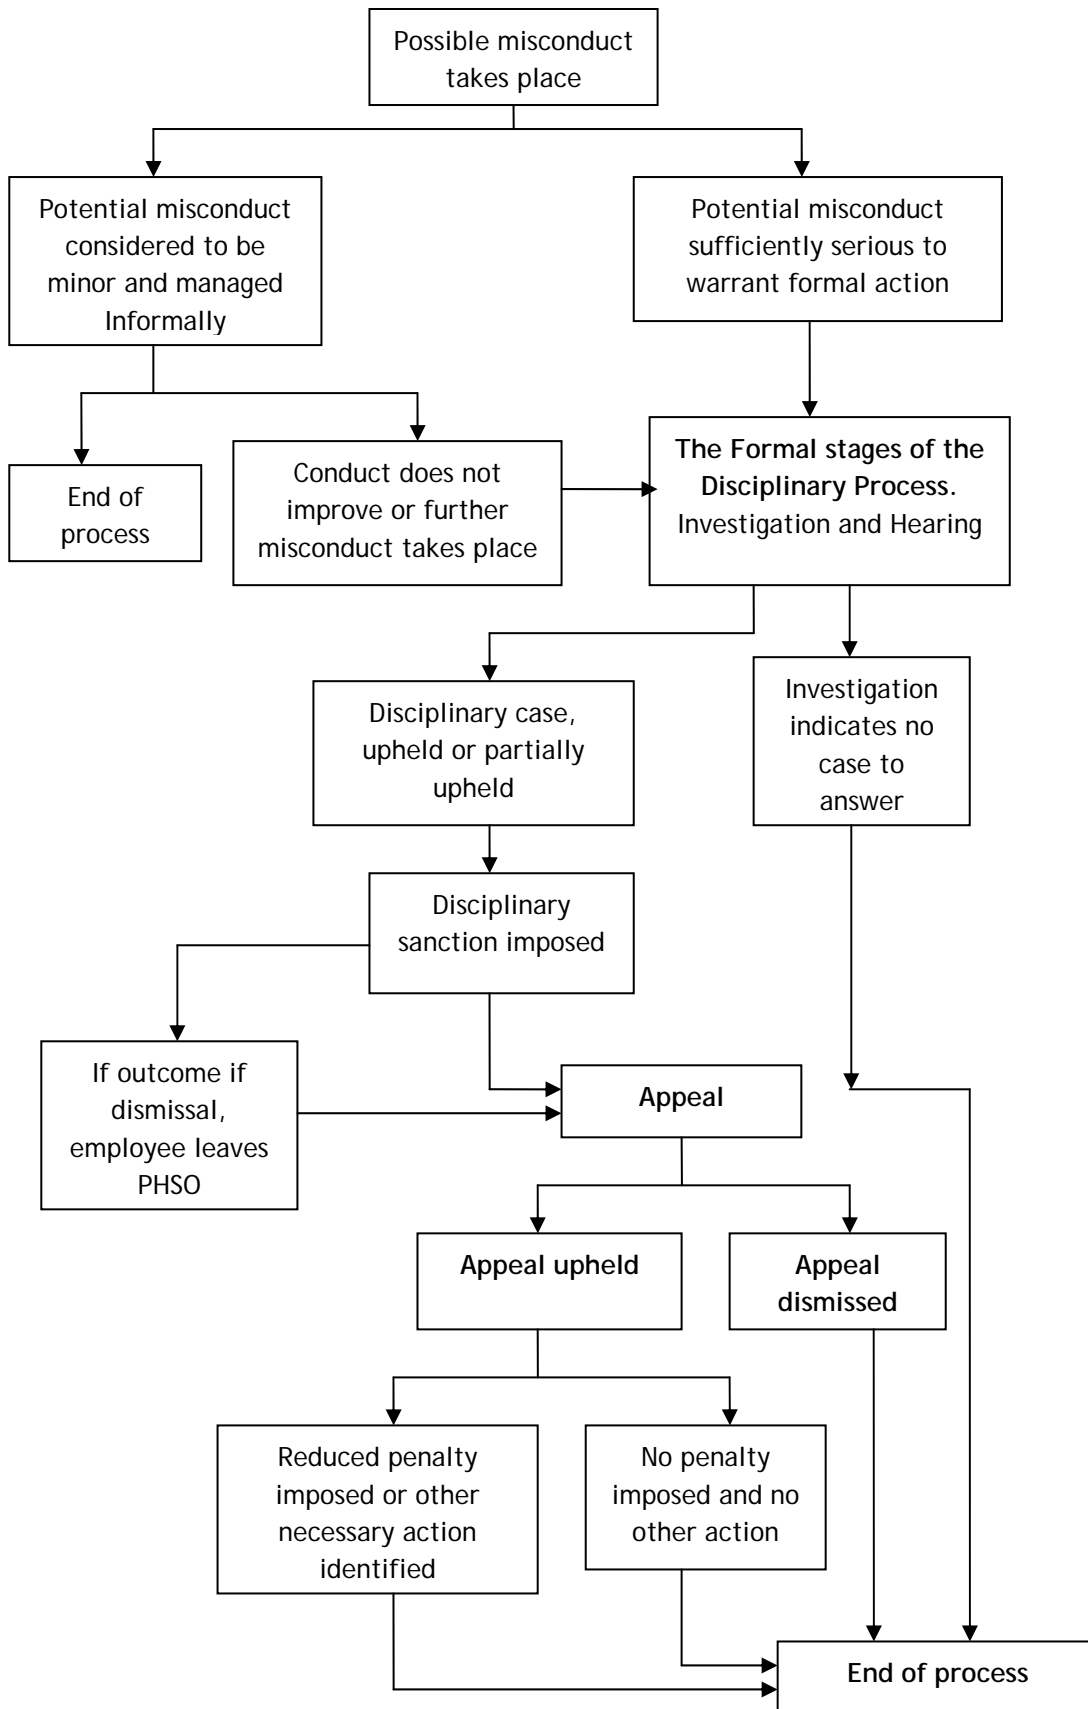 Possible misconduct
takes place
Potential misconduct
considered to be
minor and managed
Informally
Potential misconduct
sufficiently serious to
warrant formal action
End of
process
Conduct does not
improve or further
misconduct takes place
The Formal stages of the
Disciplinary Process.
Investigation and Hearing
Disciplinary case,
upheld or partially
upheld
Investigation
indicates no
case to
answer
Disciplinary
sanction imposed
If outcome if
dismissal,
employee leaves
PHSO
Appeal
Appeal upheld
Appeal
dismissed
Reduced penalty
imposed or other
necessary action
identified
No penalty
imposed and no
other action
End of process